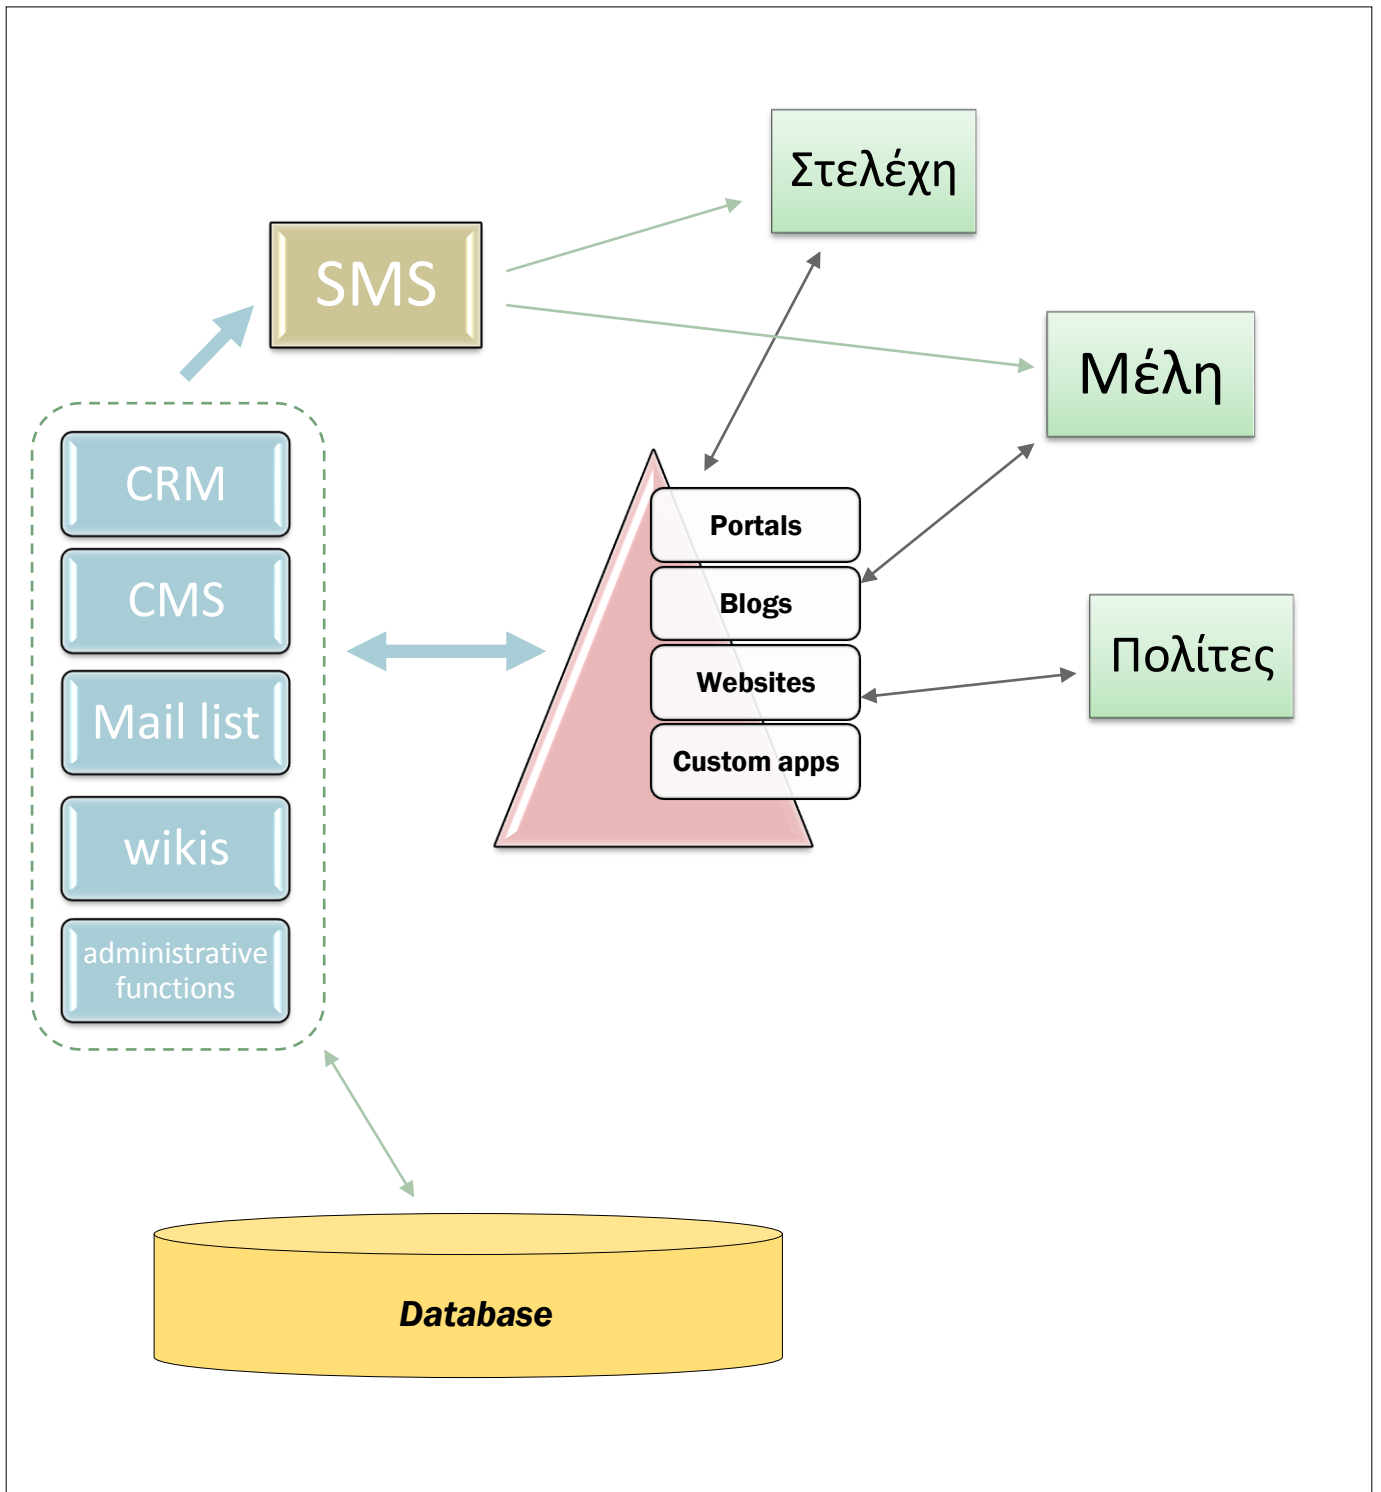 Στελέχη
SMS
Μέλη
CRM
CMS
Mail list
wikis
administrative
functions
Portals
Blogs
Websites
Custom apps
Πολίτες
Database